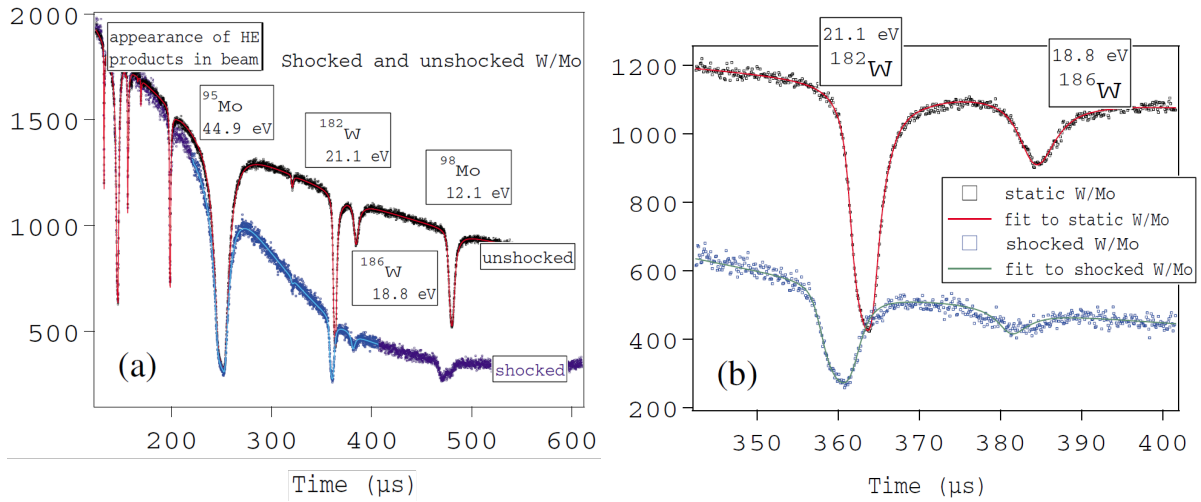 2000
1500
1000
500
appearance of HE
products in beam
Shocked and unshocked W/Mo
95Mo
44.9 eV
182W
21.1 eV
98Mo
12.1 eV
186W
18.8 eV
unshocked
shocked
(a)
200 300 400 500 600
Time (µs)
21.1 eV
182W
18.8 eV
186W
1200
1000
800
600
400
200
static W/Mo
fit to static W/Mo
shocked W/Mo
fit to shocked W/Mo
(b)
350 360 370 380 390 400
Time (µs)